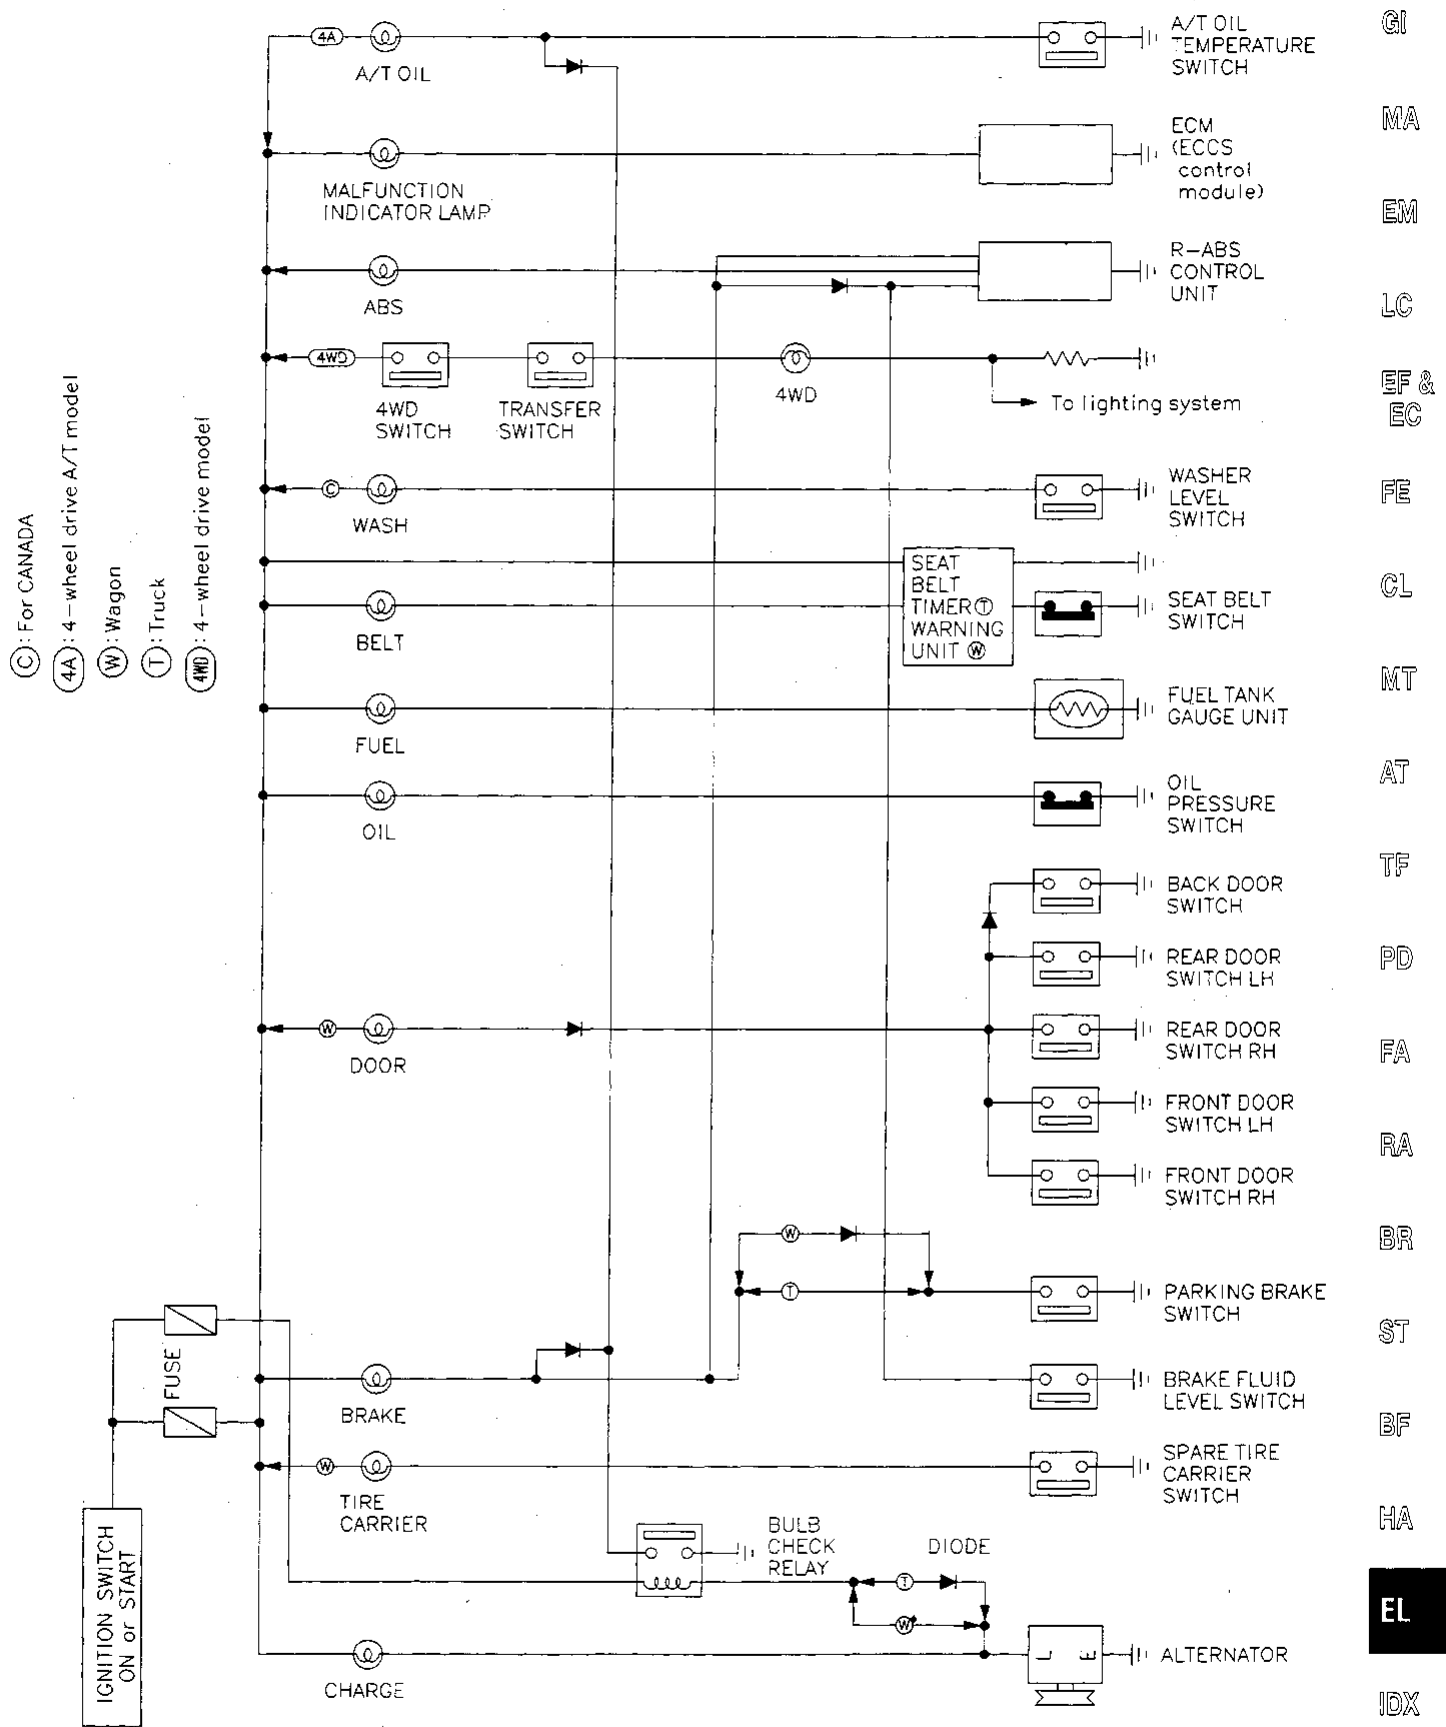 4A
A/T OIL
A/T OIL
TEMPERATURE
SWITCH
MALFUNCTION
INDICATOR LAMP
ECM
(ECCS
control
module)
ABS
R-ABS
CONTROL
UNIT
4WD
4WD
SWITCH
TRANSFER
SWITCH
4WD
To lighting system
C
WASH
WASHER
LEVEL
SWITCH
SEAT
BELT
TIMER Ⓣ
WARNING
UNIT Ⓦ
BELT
SEAT BELT
SWITCH
FUEL
FUEL TANK
GAUGE UNIT
OIL
OIL
PRESSURE
SWITCH
BACK DOOR
SWITCH
REAR DOOR
SWITCH LH
W
DOOR
REAR DOOR
SWITCH RH
FRONT DOOR
SWITCH LH
FRONT DOOR
SWITCH RH
W
T
PARKING BRAKE
SWITCH
FUSE
BRAKE
BRAKE FLUID
LEVEL SWITCH
W
TIRE
CARRIER
SPARE TIRE
CARRIER
SWITCH
BULB
CHECK
RELAY
DIODE
T
W
CHARGE
L E
ALTERNATOR
IGNITION SWITCH
ON or START
Ⓒ: For CANADA
4A: 4-wheel drive A/T model
Ⓦ: Wagon
Ⓣ: Truck
4WD: 4-wheel drive model
GI
MA
EM
LC
EF &
EC
FE
CL
MT
AT
TF
PD
FA
RA
BR
ST
BF
HA
EL
IDX